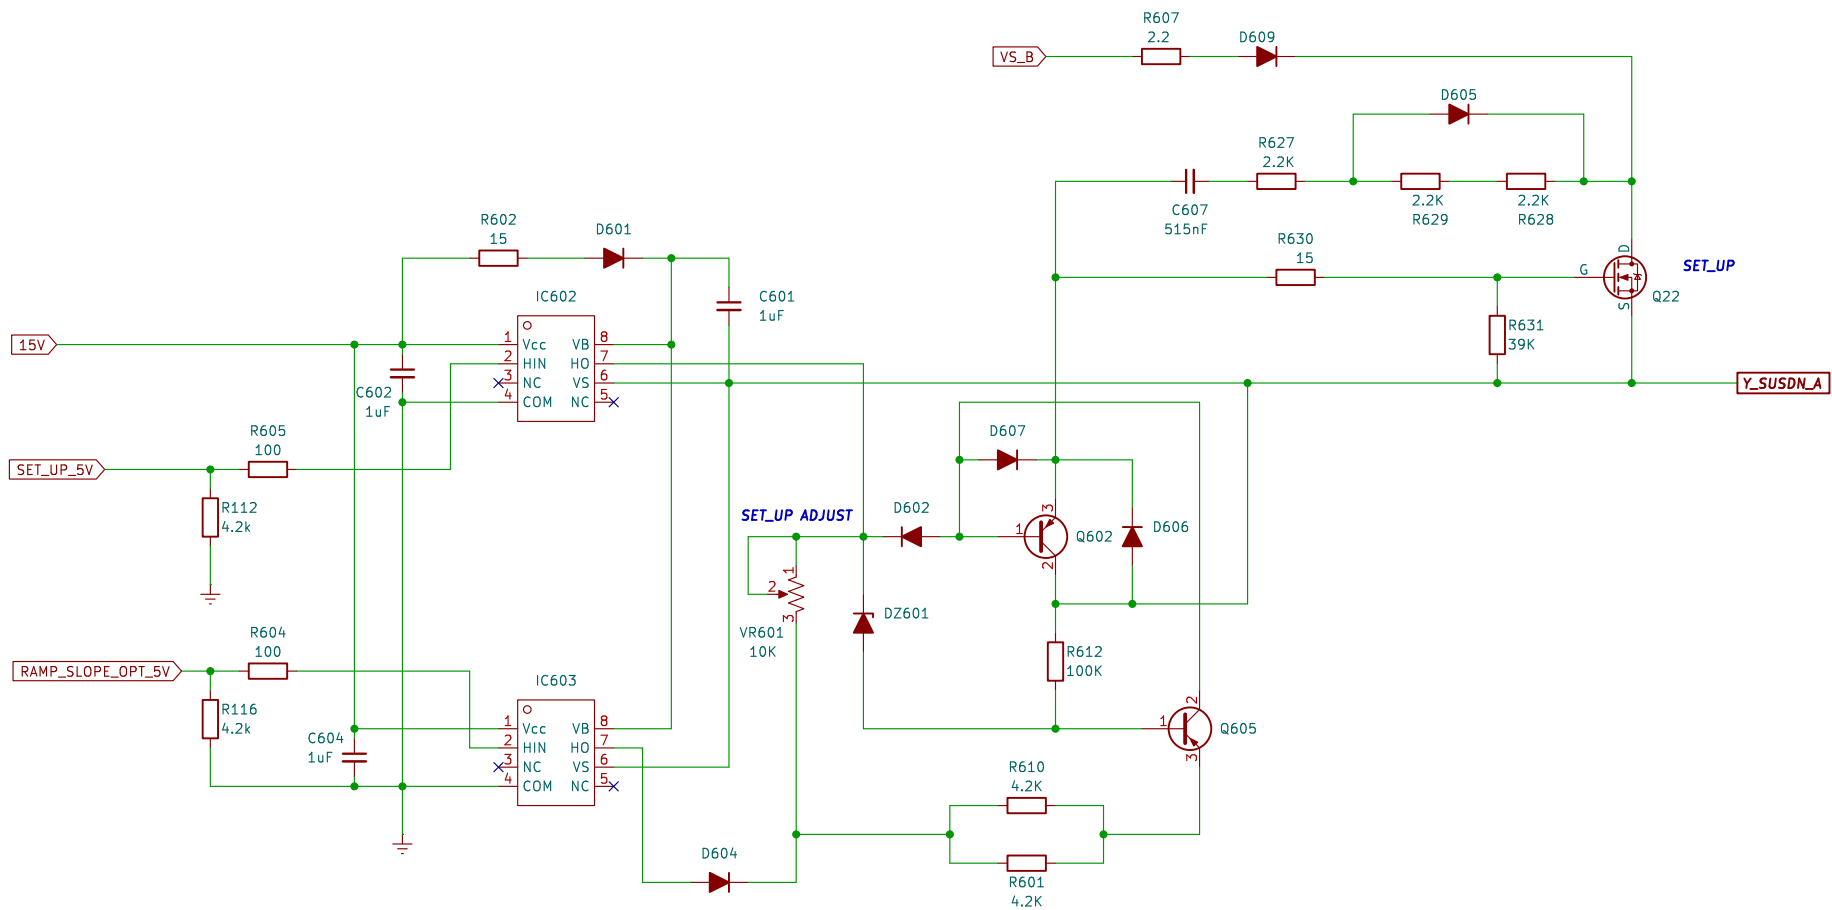 R607
2.2
D609
VS_B
D605
R627
2.2K
C607
515nF
2.2K
R629
2.2K
R628
R602
15
D601
R630
15
D
G
S
SET_UP
Q22
IC602
C601
1uF
R631
39K
15V
1 Vcc VB 8
2 HIN HO 7
3 NC VS 6
4 COM NC 5
C602
1uF
Y_SUSDN_A
R605
100
SET_UP_5V
R112
4.2k
D607
SET_UP ADJUST
D602
3
1
2
Q602
D606
1
2
3
VR601
10K
DZ601
R604
100
RAMP_SLOPE_OPT_5V
R116
4.2k
R612
100K
IC603
1 Vcc VB 8
2 HIN HO 7
3 NC VS 6
4 COM NC 5
C604
1uF
2
1
3
Q605
R610
4.2K
D604
R601
4.2K